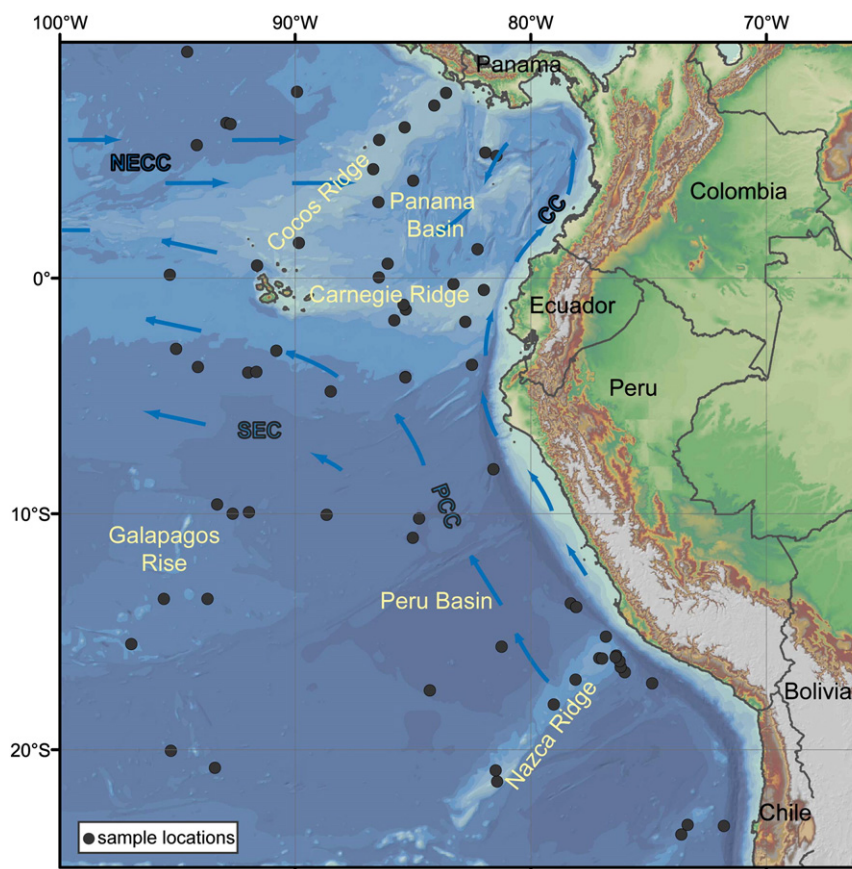 100°W
90°W
80°W
70°W
Panama
NECC
Colombia
Cocos Ridge
Panama
Basin
CC
0°
Carnegie Ridge
Ecuador
Peru
SEC
PCC
10°S
Galapagos
Rise
Peru Basin
Bolivia
Nazca Ridge
20°S
Chile
sample locations